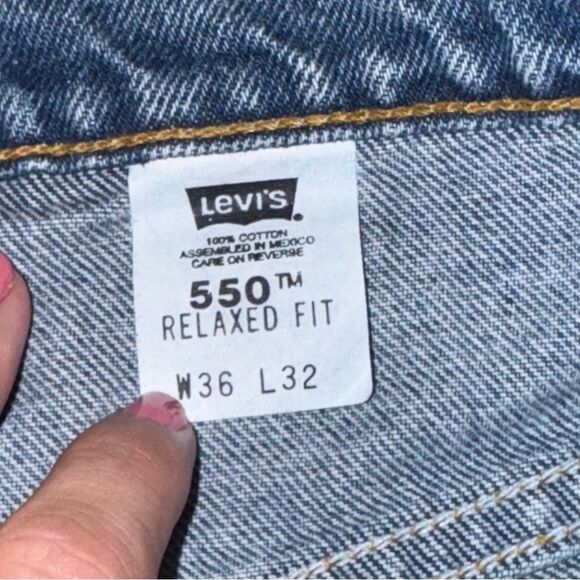 Levi's
100% COTTON
ASSEMBLED IN MEXICO
CARE ON REVERSE
550™
RELAXED FIT
W36 L32